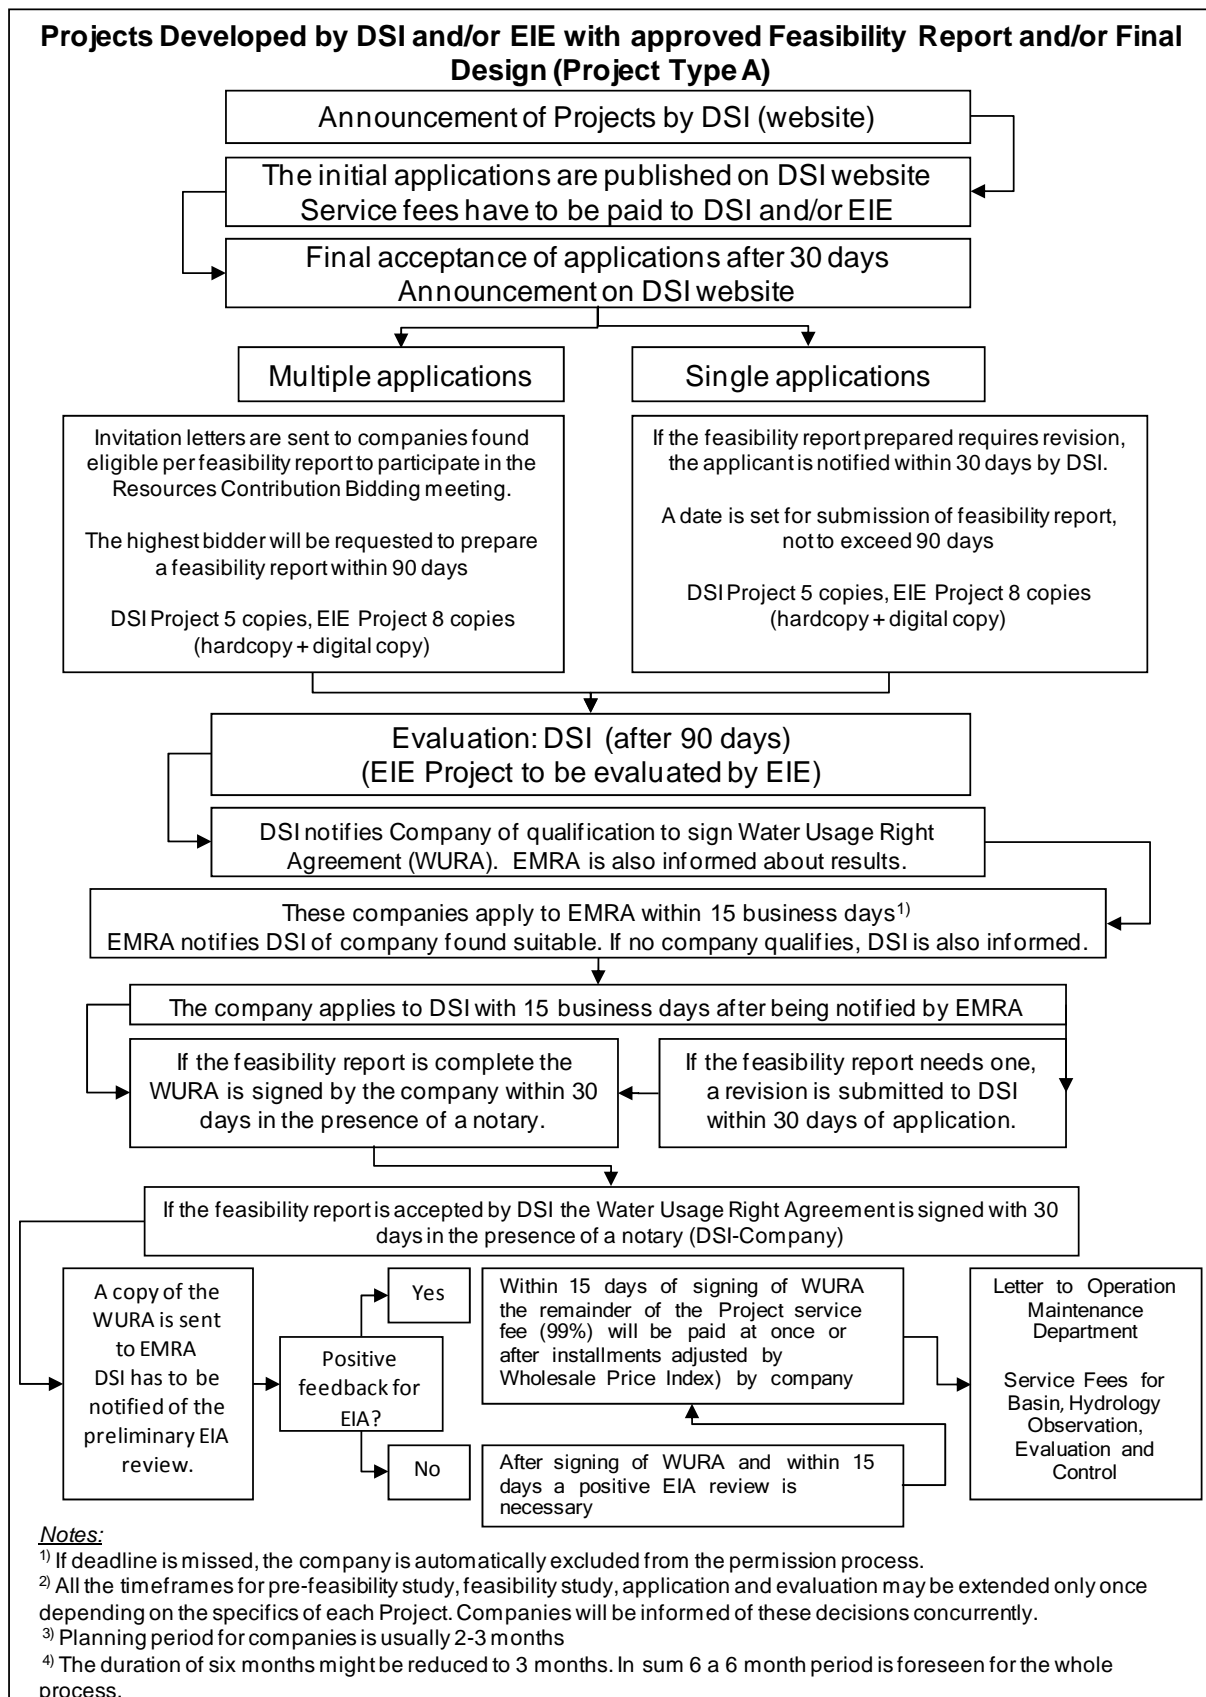 Projects Developed by DSI and/or EIE with approved Feasibility Report and/or Final
Design (Project Type A)
Announcement of Projects by DSI (website)
The initial applications are published on DSI website
Service fees have to be paid to DSI and/or EIE
Final acceptance of applications after 30 days
Announcement on DSI website
Multiple applications
Single applications
Invitation letters are sent to companies found
eligible per feasibility report to participate in the
Resources Contribution Bidding meeting.
The highest bidder will be requested to prepare
a feasibility report within 90 days
DSI Project 5 copies, EIE Project 8 copies
(hardcopy + digital copy)
If the feasibility report prepared requires revision,
the applicant is notified within 30 days by DSI.
A date is set for submission of feasibility report,
not to exceed 90 days
DSI Project 5 copies, EIE Project 8 copies
(hardcopy + digital copy)
Evaluation: DSI (after 90 days)
(EIE Project to be evaluated by EIE)
DSI notifies Company of qualification to sign Water Usage Right
Agreement (WURA). EMRA is also informed about results.
These companies apply to EMRA within 15 business days1)
EMRA notifies DSI of company found suitable. If no company qualifies, DSI is also informed.
The company applies to DSI with 15 business days after being notified by EMRA
If the feasibility report is complete the
WURA is signed by the company within 30
days in the presence of a notary.
If the feasibility report needs one,
a revision is submitted to DSI
within 30 days of application.
If the feasibility report is accepted by DSI the Water Usage Right Agreement is signed with 30
days in the presence of a notary (DSI-Company)
A copy of the
WURA is sent
to EMRA
DSI has to be
notified of the
preliminary EIA
review.
Positive
feedback for
EIA?
Yes
No
Within 15 days of signing of WURA
the remainder of the Project service
fee (99%) will be paid at once or
after installments adjusted by
Wholesale Price Index) by company
After signing of WURA and within 15
days a positive EIA review is
necessary
Letter to Operation
Maintenance
Department
Service Fees for
Basin, Hydrology
Observation,
Evaluation and
Control
Notes:
1) If deadline is missed, the company is automatically excluded from the permission process.
2) All the timeframes for pre-feasibility study, feasibility study, application and evaluation may be extended only once
depending on the specifics of each Project. Companies will be informed of these decisions concurrently.
3) Planning period for companies is usually 2-3 months
4) The duration of six months might be reduced to 3 months. In sum 6 a 6 month period is foreseen for the whole
process.